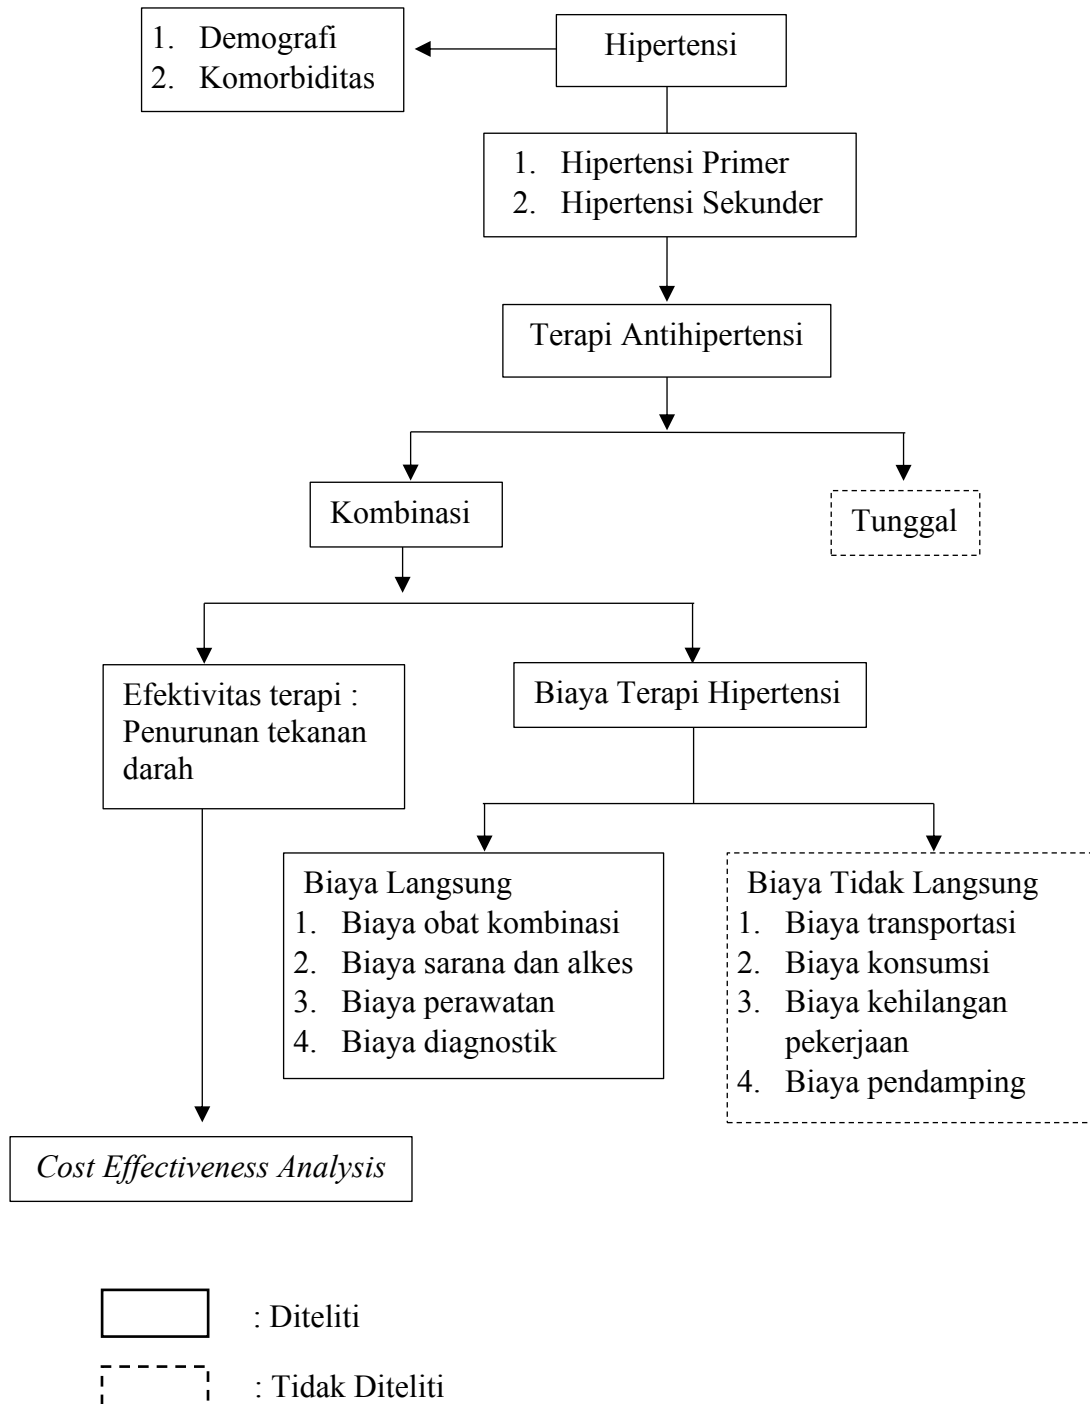 1. Demografi
2. Komorbiditas
Hipertensi
1. Hipertensi Primer
2. Hipertensi Sekunder
Terapi Antihipertensi
Kombinasi
Tunggal
Efektivitas terapi :
Penurunan tekanan
darah
Biaya Terapi Hipertensi
Biaya Langsung
1. Biaya obat kombinasi
2. Biaya sarana dan alkes
3. Biaya perawatan
4. Biaya diagnostik
Biaya Tidak Langsung
1. Biaya transportasi
2. Biaya konsumsi
3. Biaya kehilangan
pekerjaan
4. Biaya pendamping
Cost Effectiveness Analysis
: Diteliti
: Tidak Diteliti